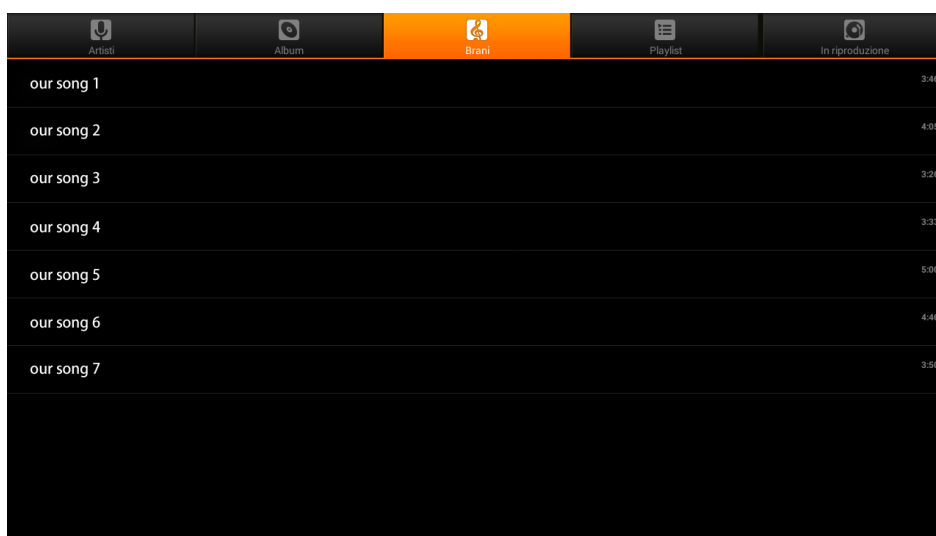 Artisti Album Brani Playlist In riproduzione
our song 1
our song 2
our song 3
our song 4
our song 5
our song 6
our song 7